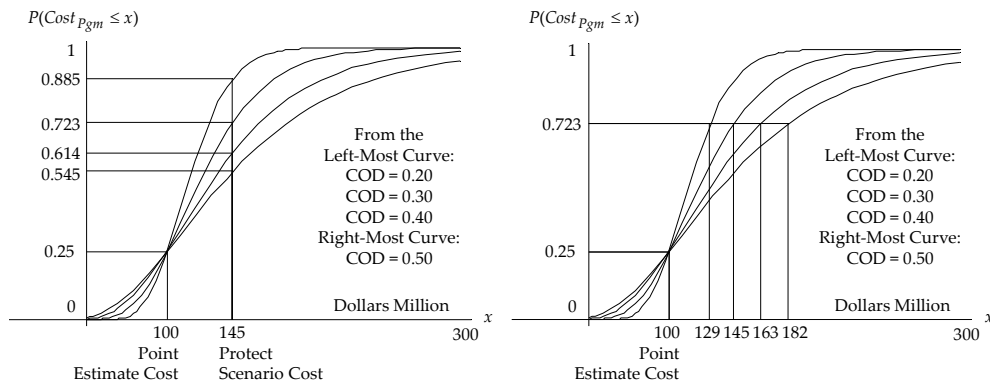 P(Cost Pgm ≤ x)
1
0.885
0.723
0.614
0.545
0.25
0
From the
Left-Most Curve:
COD = 0.20
COD = 0.30
COD = 0.40
Right-Most Curve:
COD = 0.50
Dollars Million
x
100
145
300
Point
Estimate Cost
Protect
Scenario Cost
P(Cost Pgm ≤ x)
1
0.723
0.25
0
From the
Left-Most Curve:
COD = 0.20
COD = 0.30
COD = 0.40
Right-Most Curve:
COD = 0.50
Dollars Million
x
100
129
145
163
182
300
Point
Estimate Cost